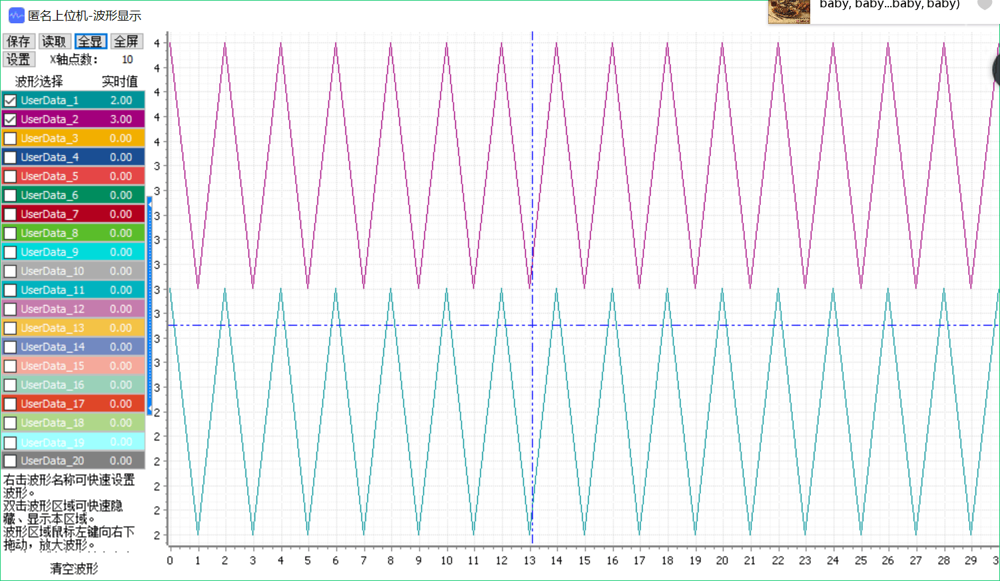 匿名上位机-波形显示
baby, baby...baby, baby)
保存 读取 全显 全屏
设置 X轴点数: 10
波形选择 实时值
UserData_1 2.00
UserData_2 3.00
UserData_3 0.00
UserData_4 0.00
UserData_5 0.00
UserData_6 0.00
UserData_7 0.00
UserData_8 0.00
UserData_9 0.00
UserData_10 0.00
UserData_11 0.00
UserData_12 0.00
UserData_13 0.00
UserData_14 0.00
UserData_15 0.00
UserData_16 0.00
UserData_17 0.00
UserData_18 0.00
UserData_19 0.00
UserData_20 0.00
右击波形名称可快速设置
波形。
双击波形区域可快速隐
藏、显示本区域。
波形区域鼠标左键向右下
拖动，放大波形。
清空波形
4
4
4
4
4
3
3
3
3
3
3
3
3
3
3
2
2
2
2
2
2
0 1 2 3 4 5 6 7 8 9 10 11 12 13 14 15 16 17 18 19 20 21 22 23 24 25 26 27 28 29 3